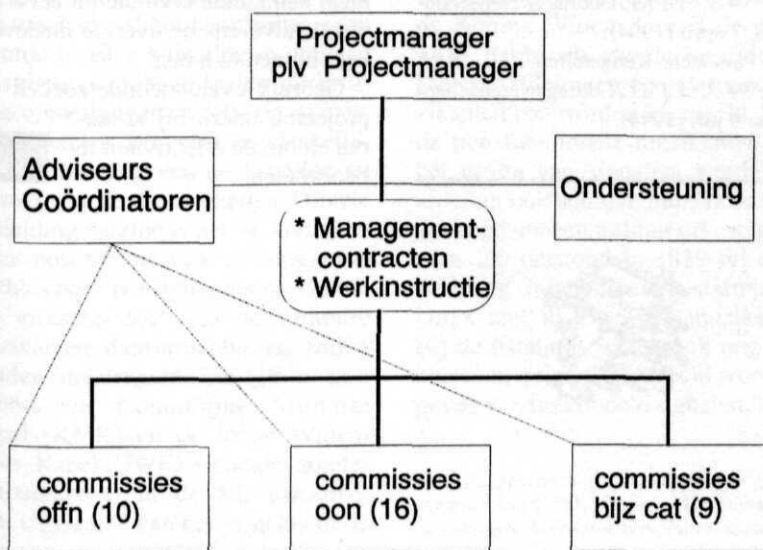 Projectmanager
plv. Projectmanager
Adviseurs
Coördinatoren
Ondersteuning
* Management-
contracten
* Werkinstructie
commissies
offn (10)
commissies
oon (16)
commissies
bijz cat (9)